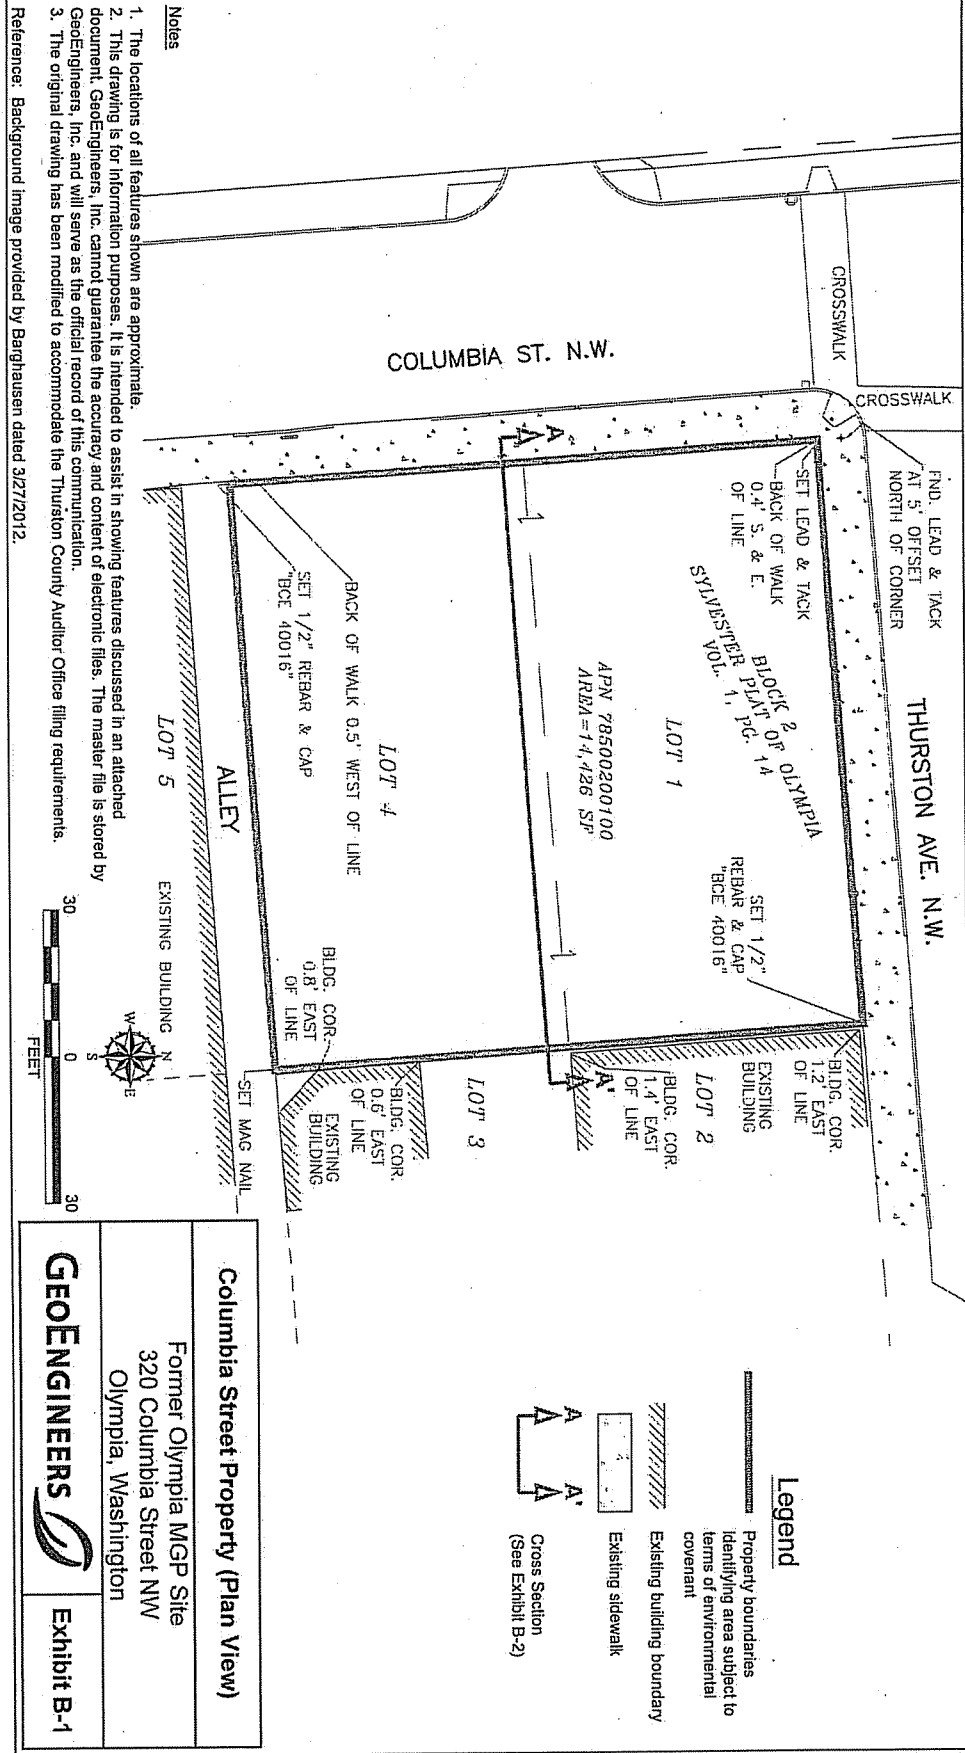 THURSTON AVE. N.W.
CROSSWALK
CROSSWALK
FND. LEAD & TACK
AT 5' OFFSET
NORTH OF CORNER
SET LEAD & TACK
BACK OF WALK
0.4' S. & E.
OF LINE
BLOCK 2
SYLVESTER PLAT OF OLYMPIA
VOL. 1, PG. 14
SET 1/2"
REBAR & CAP
"BCE 40016"
BLDG. COR.
1.2' EAST
OF LINE
EXISTING
BUILDING
LOT 1
LOT 2
BLDG. COR.
1.4' EAST
OF LINE
COLUMBIA ST. N.W.
APN 78500200100
AREA=14,426 SF
A
A'
LOT 4
LOT 3
BACK OF WALK 0.5' WEST OF LINE
SET 1/2" REBAR & CAP
"BCE 40016"
BLDG. COR.
0.8' EAST
OF LINE
BLDG. COR.
0.6' EAST
OF LINE
EXISTING
BUILDING
ALLEY
SET MAG NAIL
LOT 5
EXISTING BUILDING
N
W
E
S
30
0
30
FEET
Legend
Property boundaries
identifying area subject to
terms of environmental
covenant
Existing building boundary
Existing sidewalk
A
A'
Cross Section
(See Exhibit B-2)
Notes
1. The locations of all features shown are approximate.
2. This drawing is for information purposes. It is intended to assist in showing features discussed in an attached
document. GeoEngineers, Inc. cannot guarantee the accuracy and content of electronic files. The master file is stored by
GeoEngineers, Inc. and will serve as the official record of this communication.
3. The original drawing has been modified to accommodate the Thurston County Auditor Office filing requirements.
Reference: Background image provided by Barghausen dated 3/27/2012.
Columbia Street Property (Plan View)
Former Olympia MGP Site
320 Columbia Street NW
Olympia, Washington
GEOENGINEERS
Exhibit B-1